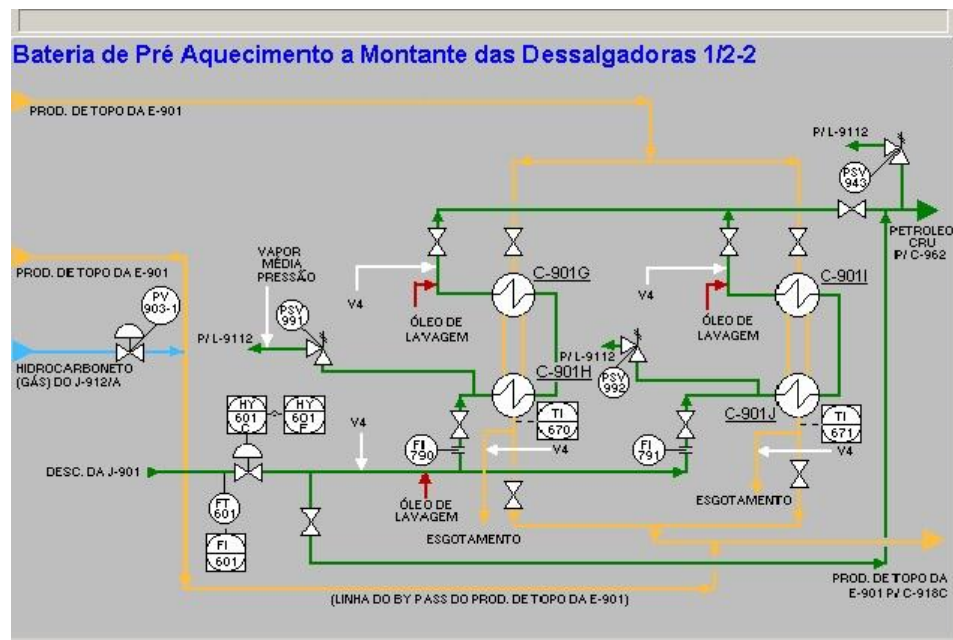 Bateria de Pré Aquecimento a Montante das Dessalgadoras 1/2-2
PROD. DE TOPO DA E-901
P/ L-9112
PSV
943
PETROLEO
CRU
P/ C-962
PROD. DE TOPO DA E-901
VAPOR
MÉDIA
PRESSÃO
C-901G
C-901I
PV
903-1
V4
V4
PSV
991
ÓLEO DE
LAVAGEM
ÓLEO DE
LAVAGEM
P/ L-9112
P/ L-9112
HIDROCARBONETO
(GÁS) DO J-912/A
C-901H
PSV
992
HY
601
C
HY
601
F
C-901J
TI
670
TI
671
V4
FI
790
FI
791
V4
V4
DESC. DA J-901
FT
601
ÓLEO DE
LAVAGEM
ESGOTAMENTO
ESGOTAMENTO
FI
601
PROD. DE TOPO DA
E-901 P/ C-918C
(LINHA DO BY PASS DO PROD. DE TOPO DA E-901)